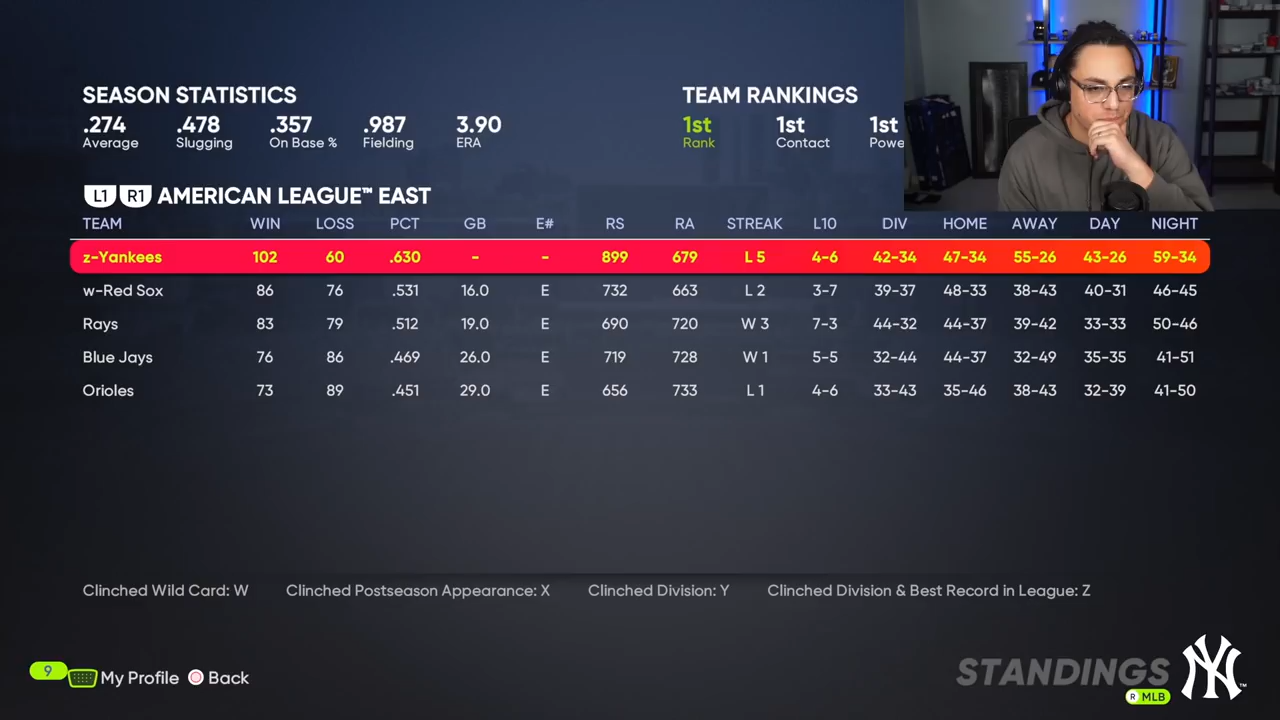 SEASON STATISTICS
.274 .478 .357 .987 3.90
Average Slugging On Base % Fielding ERA
TEAM RANKINGS
1st 1st 1st
Rank Contact Powe
L1 R1 AMERICAN LEAGUE™ EAST
TEAM WIN LOSS PCT GB E# RS RA STREAK L10 DIV HOME AWAY DAY NIGHT
z-Yankees 102 60 .630 - - 899 679 L 5 4-6 42-34 47-34 55-26 43-26 59-34
w-Red Sox 86 76 .531 16.0 E 732 663 L 2 3-7 39-37 48-33 38-43 40-31 46-45
Rays 83 79 .512 19.0 E 690 720 W 3 7-3 44-32 44-37 39-42 33-33 50-46
Blue Jays 76 86 .469 26.0 E 719 728 W 1 5-5 32-44 44-37 32-49 35-35 41-51
Orioles 73 89 .451 29.0 E 656 733 L 1 4-6 33-43 35-46 38-43 32-39 41-50
Clinched Wild Card: W Clinched Postseason Appearance: X Clinched Division: Y Clinched Division & Best Record in League: Z
9 My Profile Back
STANDINGS
R MLB
NY™